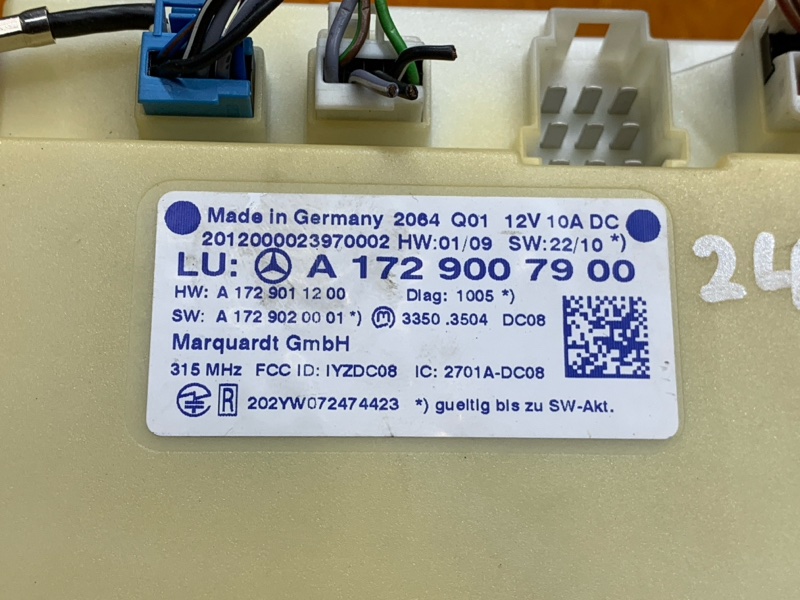 Made in Germany 2064 Q01 12V 10A DC
2012000023970002 HW:01/09 SW:22/10 *)
LU: A 172 900 79 00
HW: A 172 901 12 00 Diag: 1005 *)
SW: A 172 902 00 01 *) m 3350 .3504 DC08
Marquardt GmbH
315 MHz FCC ID: IYZDC08 IC: 2701A-DC08
R 202YW072474423 *) gueltig bis zu SW-Akt.
24